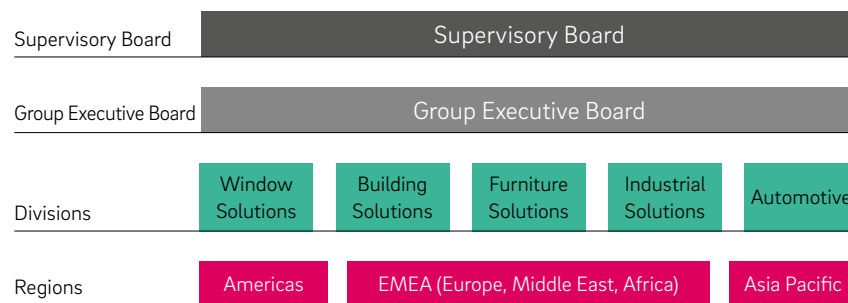 Supervisory Board
Supervisory Board
Group Executive Board
Group Executive Board
Divisions
Window
Solutions
Building
Solutions
Furniture
Solutions
Industrial
Solutions
Automotive
Regions
Americas
EMEA (Europe, Middle East, Africa)
Asia Pacific